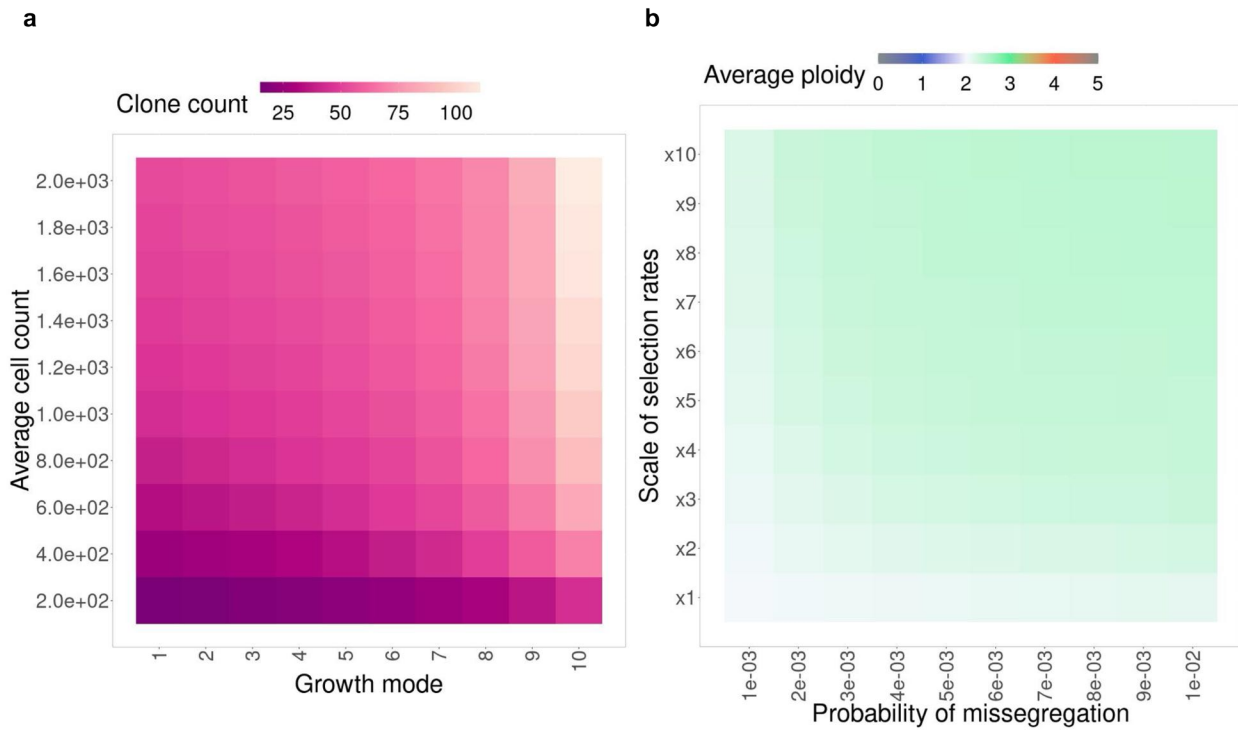 a
Clone count
25 50 75 100
Average cell count
2.0e+03
1.8e+03
1.6e+03
1.4e+03
1.2e+03
1.0e+03
8.0e+02
6.0e+02
4.0e+02
2.0e+02
1 2 3 4 5 6 7 8 9 10
Growth mode
b
Average ploidy
0 1 2 3 4 5
Scale of selection rates
x10
x9
x8
x7
x6
x5
x4
x3
x2
x1
1e-03 2e-03 3e-03 4e-03 5e-03 6e-03 7e-03 8e-03 9e-03 1e-02
Probability of missegregation